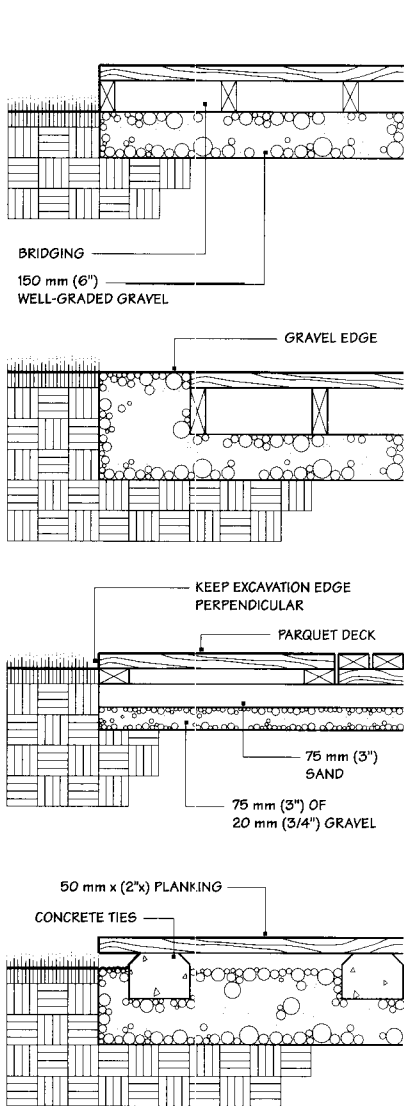 BRIDGING
150 mm (6")
WELL-GRADED GRAVEL
GRAVEL EDGE
KEEP EXCAVATION EDGE
PERPENDICULAR
PARQUET DECK
75 mm (3")
SAND
75 mm (3") OF
20 mm (3/4") GRAVEL
50 mm x (2"x) PLANKING
CONCRETE TIES